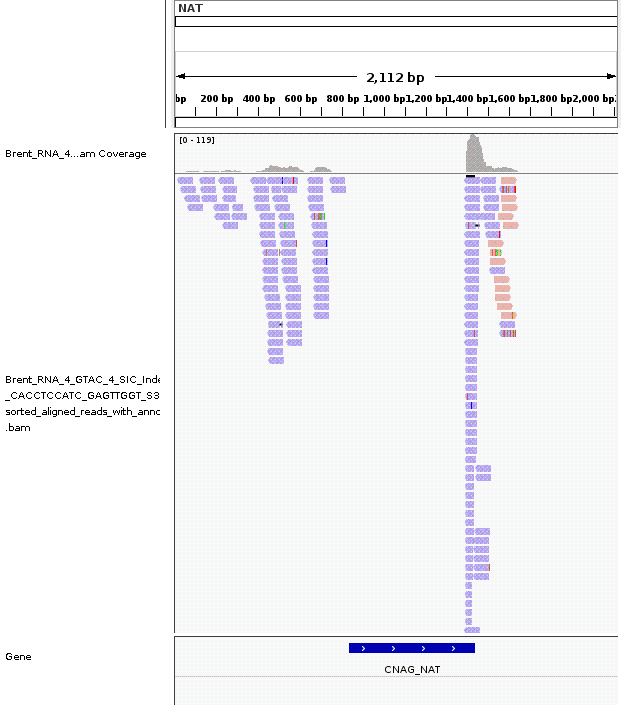 NAT
2,112 bp
bp 200 bp 400 bp 600 bp 800 bp 1,000 bp 1,200 bp 1,400 bp 1,600 bp 1,800 bp 2,000 bp
[0 - 119]
Brent_RNA_4...am Coverage
Brent_RNA_4_GTAC_4_SIC_Inde
_CACCTCCATC_GAGTTGGT_S3
sorted_aligned_reads_with_anno
.bam
Gene
CNAG_NAT